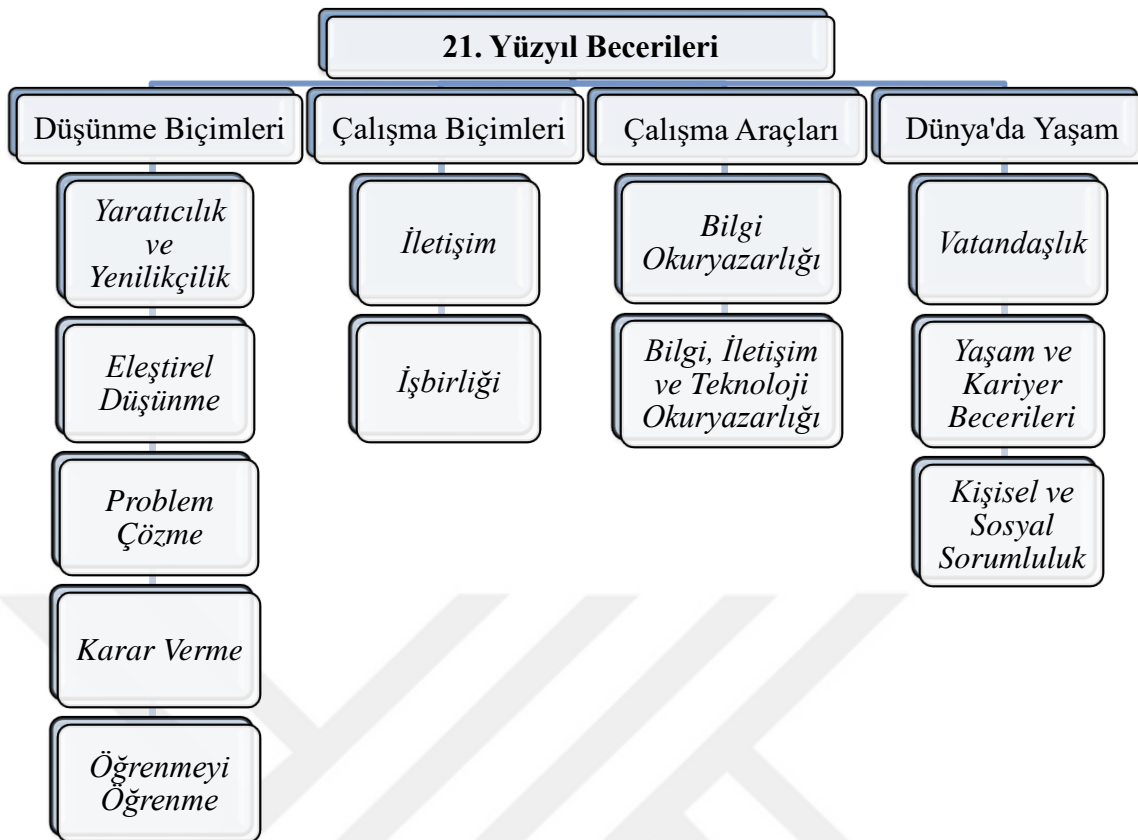 21. Yüzyıl Becerileri
Düşünme Biçimleri
Yaratıcılık
ve
Yenilikçilik
Eleştirel
Düşünme
Problem
Çözme
Karar Verme
Öğrenmeyi
Öğrenme
Çalışma Biçimleri
İletişim
İşbirliği
Çalışma Araçları
Bilgi
Okuryazarlığı
Bilgi, İletişim
ve Teknoloji
Okuryazarlığı
Dünya'da Yaşam
Vatandaşlık
Yaşam ve
Kariyer
Becerileri
Kişisel ve
Sosyal
Sorumluluk